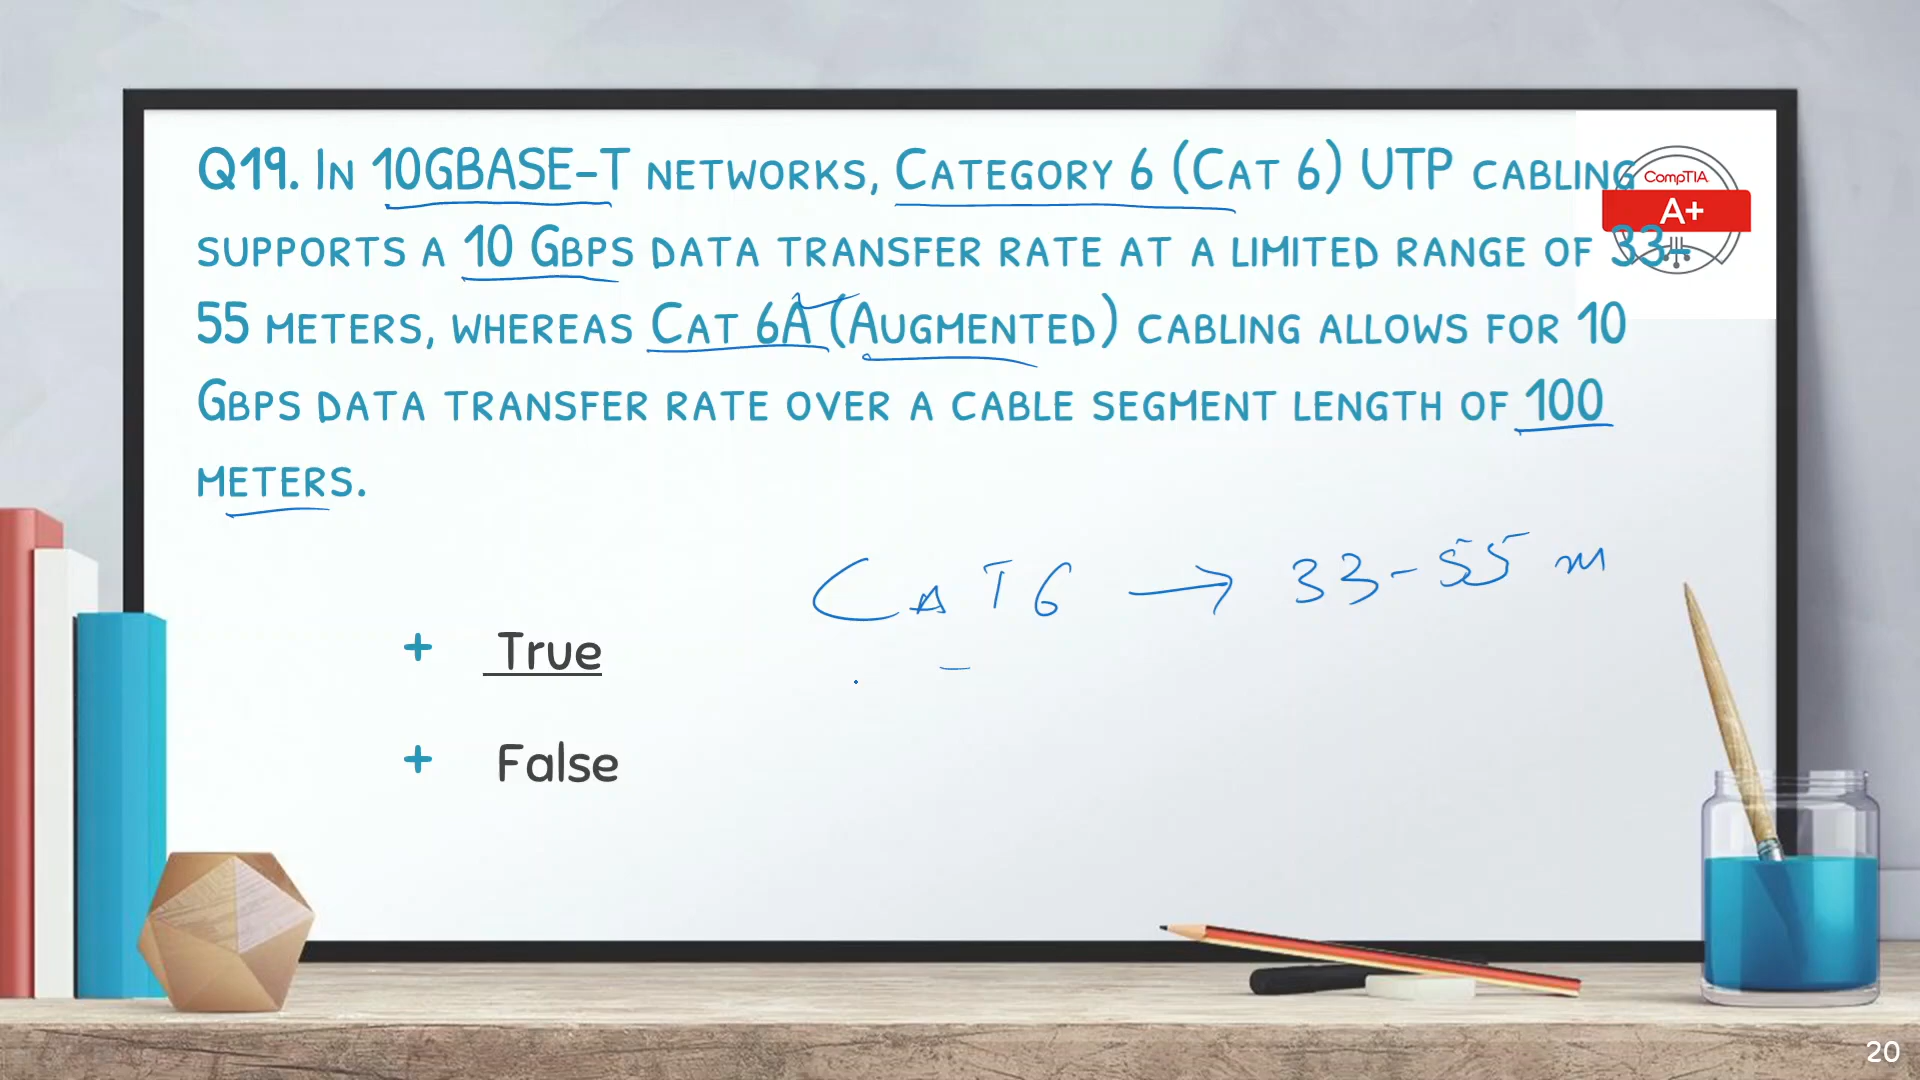 Q19. IN 10GBASE-T NETWORKS, CATEGORY 6 (CAT 6) UTP CABLING
SUPPORTS A 10 GBPS DATA TRANSFER RATE AT A LIMITED RANGE OF 33-
55 METERS, WHEREAS CAT 6A (AUGMENTED) CABLING ALLOWS FOR 10
GBPS DATA TRANSFER RATE OVER A CABLE SEGMENT LENGTH OF 100
METERS.
CompTIA
A+
CAT 6 → 33-55 m
+ True
+ False
20